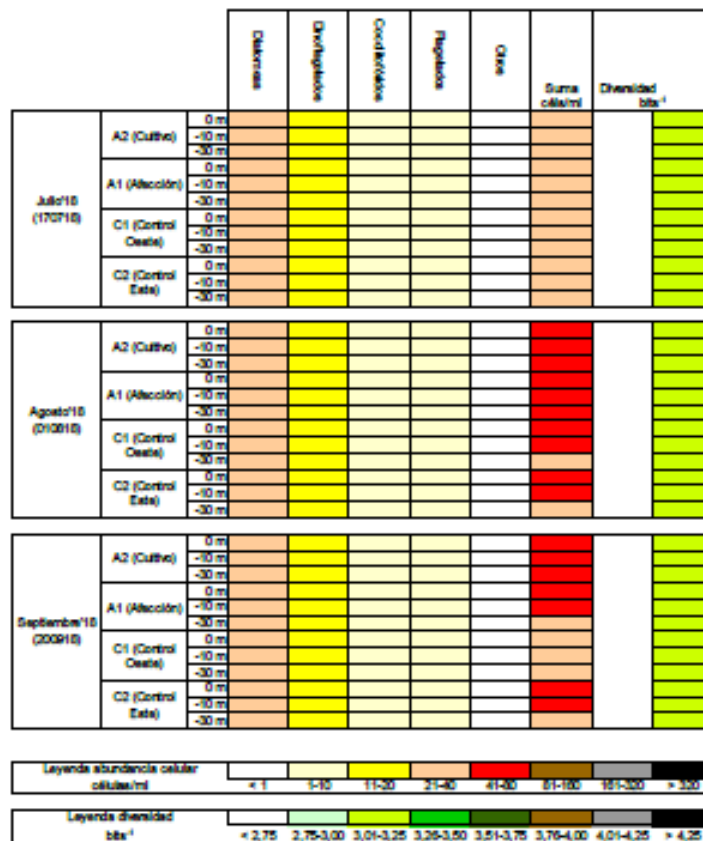 Diatomeas
Dinoflagelados
Cocolitofóridos
Flagelados
Otros
Suma
céls/ml
Diversidad
bits⁻¹
Julio'18
(170718)
A2 (Cultivo)
0 m
-10 m
-30 m
A1 (Afección)
0 m
-10 m
-30 m
C1 (Control
Oeste)
0 m
-10 m
-30 m
C2 (Control
Este)
0 m
-10 m
-30 m
Agosto'18
(010818)
A2 (Cultivo)
0 m
-10 m
-30 m
A1 (Afección)
0 m
-10 m
-30 m
C1 (Control
Oeste)
0 m
-10 m
-30 m
C2 (Control
Este)
0 m
-10 m
-30 m
Septiembre'18
(200918)
A2 (Cultivo)
0 m
-10 m
-30 m
A1 (Afección)
0 m
-10 m
-30 m
C1 (Control
Oeste)
0 m
-10 m
-30 m
C2 (Control
Este)
0 m
-10 m
-30 m
Leyenda abundancia celular
células/ml
< 1 1-10 11-20 21-40 41-80 81-160 161-320 > 320
Leyenda diversidad
bits⁻¹
< 2,75 2,75-3,00 3,01-3,25 3,26-3,50 3,51-3,75 3,76-4,00 4,01-4,25 > 4,25